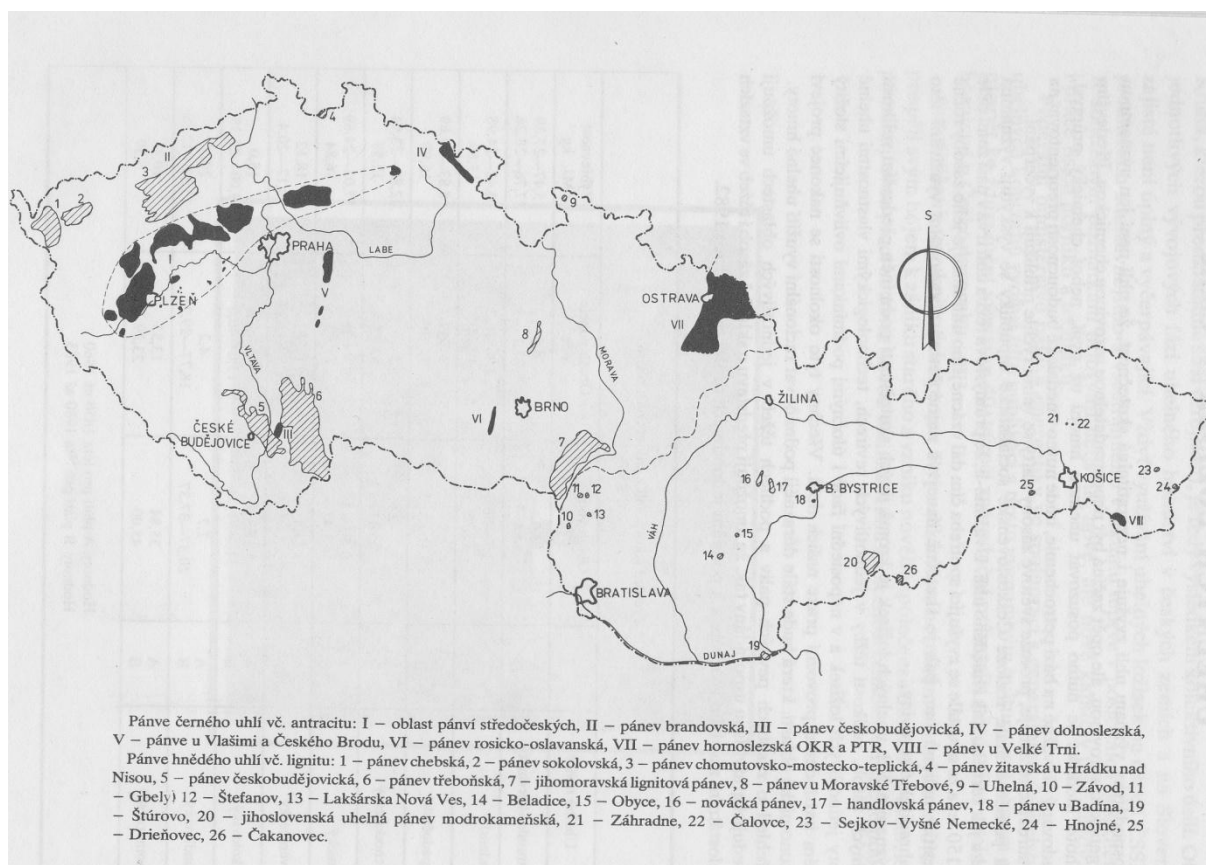 4
II
3
IV
1
2
9
S
PRAHA
LABE
I
PLZEŇ
V
OSTRAVA
VII
8
VLTAVA
MORAVA
5
6
ŽILINA
VI
BRNO
ČESKÉ
BUDĚJOVICE
III
21
22
7
16
17
B. BYSTRICE
18
25
KOŠICE
23
24
11
12
13
10
VIII
VÁH
15
14
20
26
BRATISLAVA
DUNAJ
19
Pánve černého uhlí vč. antracitu: I – oblast pánví středočeských, II – pánev brandovská, III – pánev českobudějovická, IV – pánev dolnoslezská,
V – pánve u Vlašimi a Českého Brodu, VI – pánev rosicko-oslavanská, VII – pánev hornoslezská OKR a PTR, VIII – pánev u Velké Trni.
Pánve hnědého uhlí vč. lignitu: 1 – pánev chebská, 2 – pánev sokolovská, 3 – pánev chomutovsko-mostecko-teplická, 4 – pánev žitavská u Hrádku nad
Nisou, 5 – pánev českobudějovická, 6 – pánev třeboňská, 7 – jihomoravská lignitová pánev, 8 – pánev u Moravské Třebové, 9 – Uhelná, 10 – Závod, 11
– Gbely) 12 – Štefanov, 13 – Lakšárska Nová Ves, 14 – Beladice, 15 – Obyce, 16 – novácká pánev, 17 – handlovská pánev, 18 – pánev u Badína, 19
– Štúrovo, 20 – jihoslovenská uhelná pánev modrokameňská, 21 – Záhradne, 22 – Čalovce, 23 – Sejkov–Vyšné Nemecké, 24 – Hnojné, 25
– Drieňovec, 26 – Čakanovec.